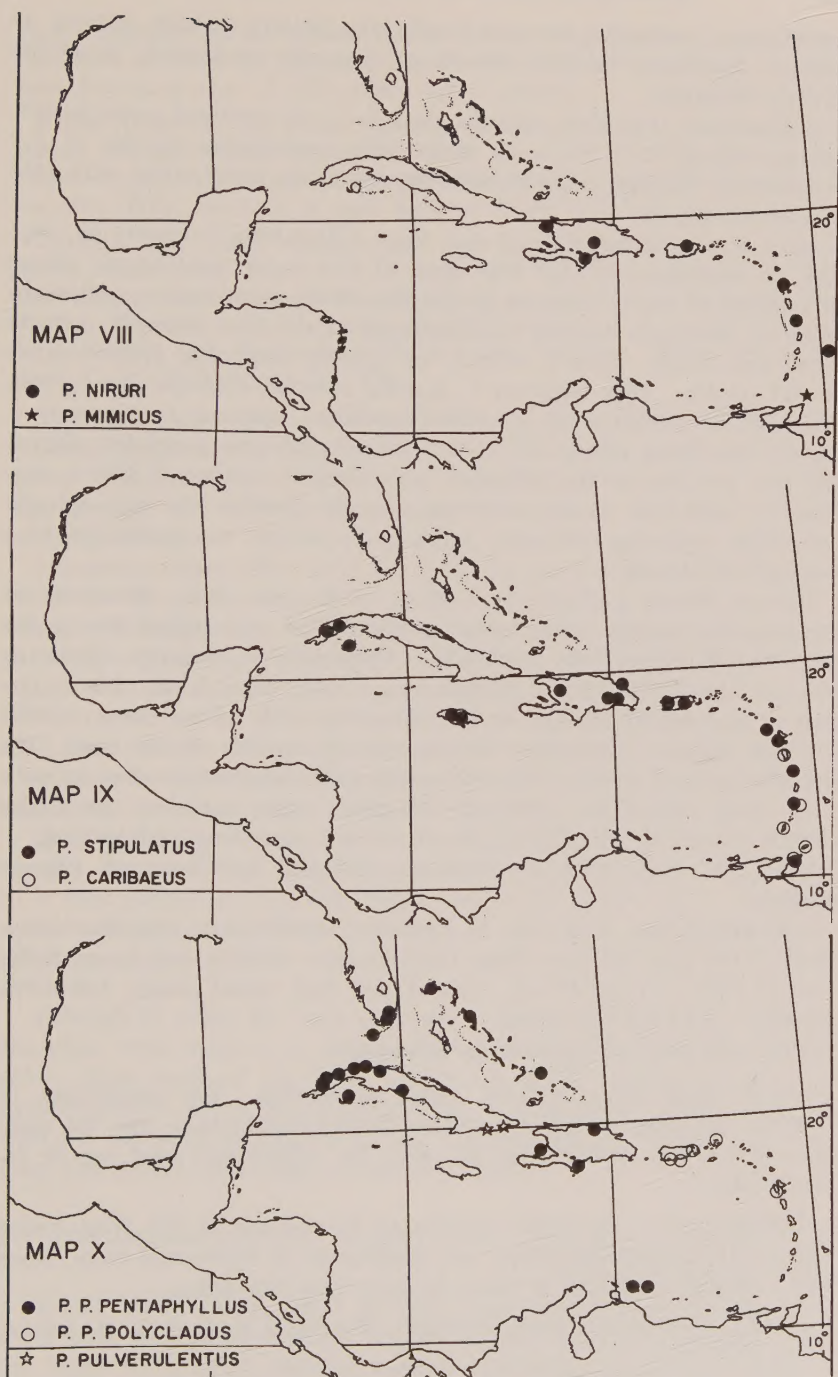 20°
MAP VIII
● P. NIRURI
★ P. MIMICUS
10°
20°
MAP IX
● P. STIPULATUS
○ P. CARIBAEUS
10°
20°
MAP X
● P. P. PENTAPHYLLUS
○ P. P. POLYCLADUS
☆ P. PULVERULENTUS
10°